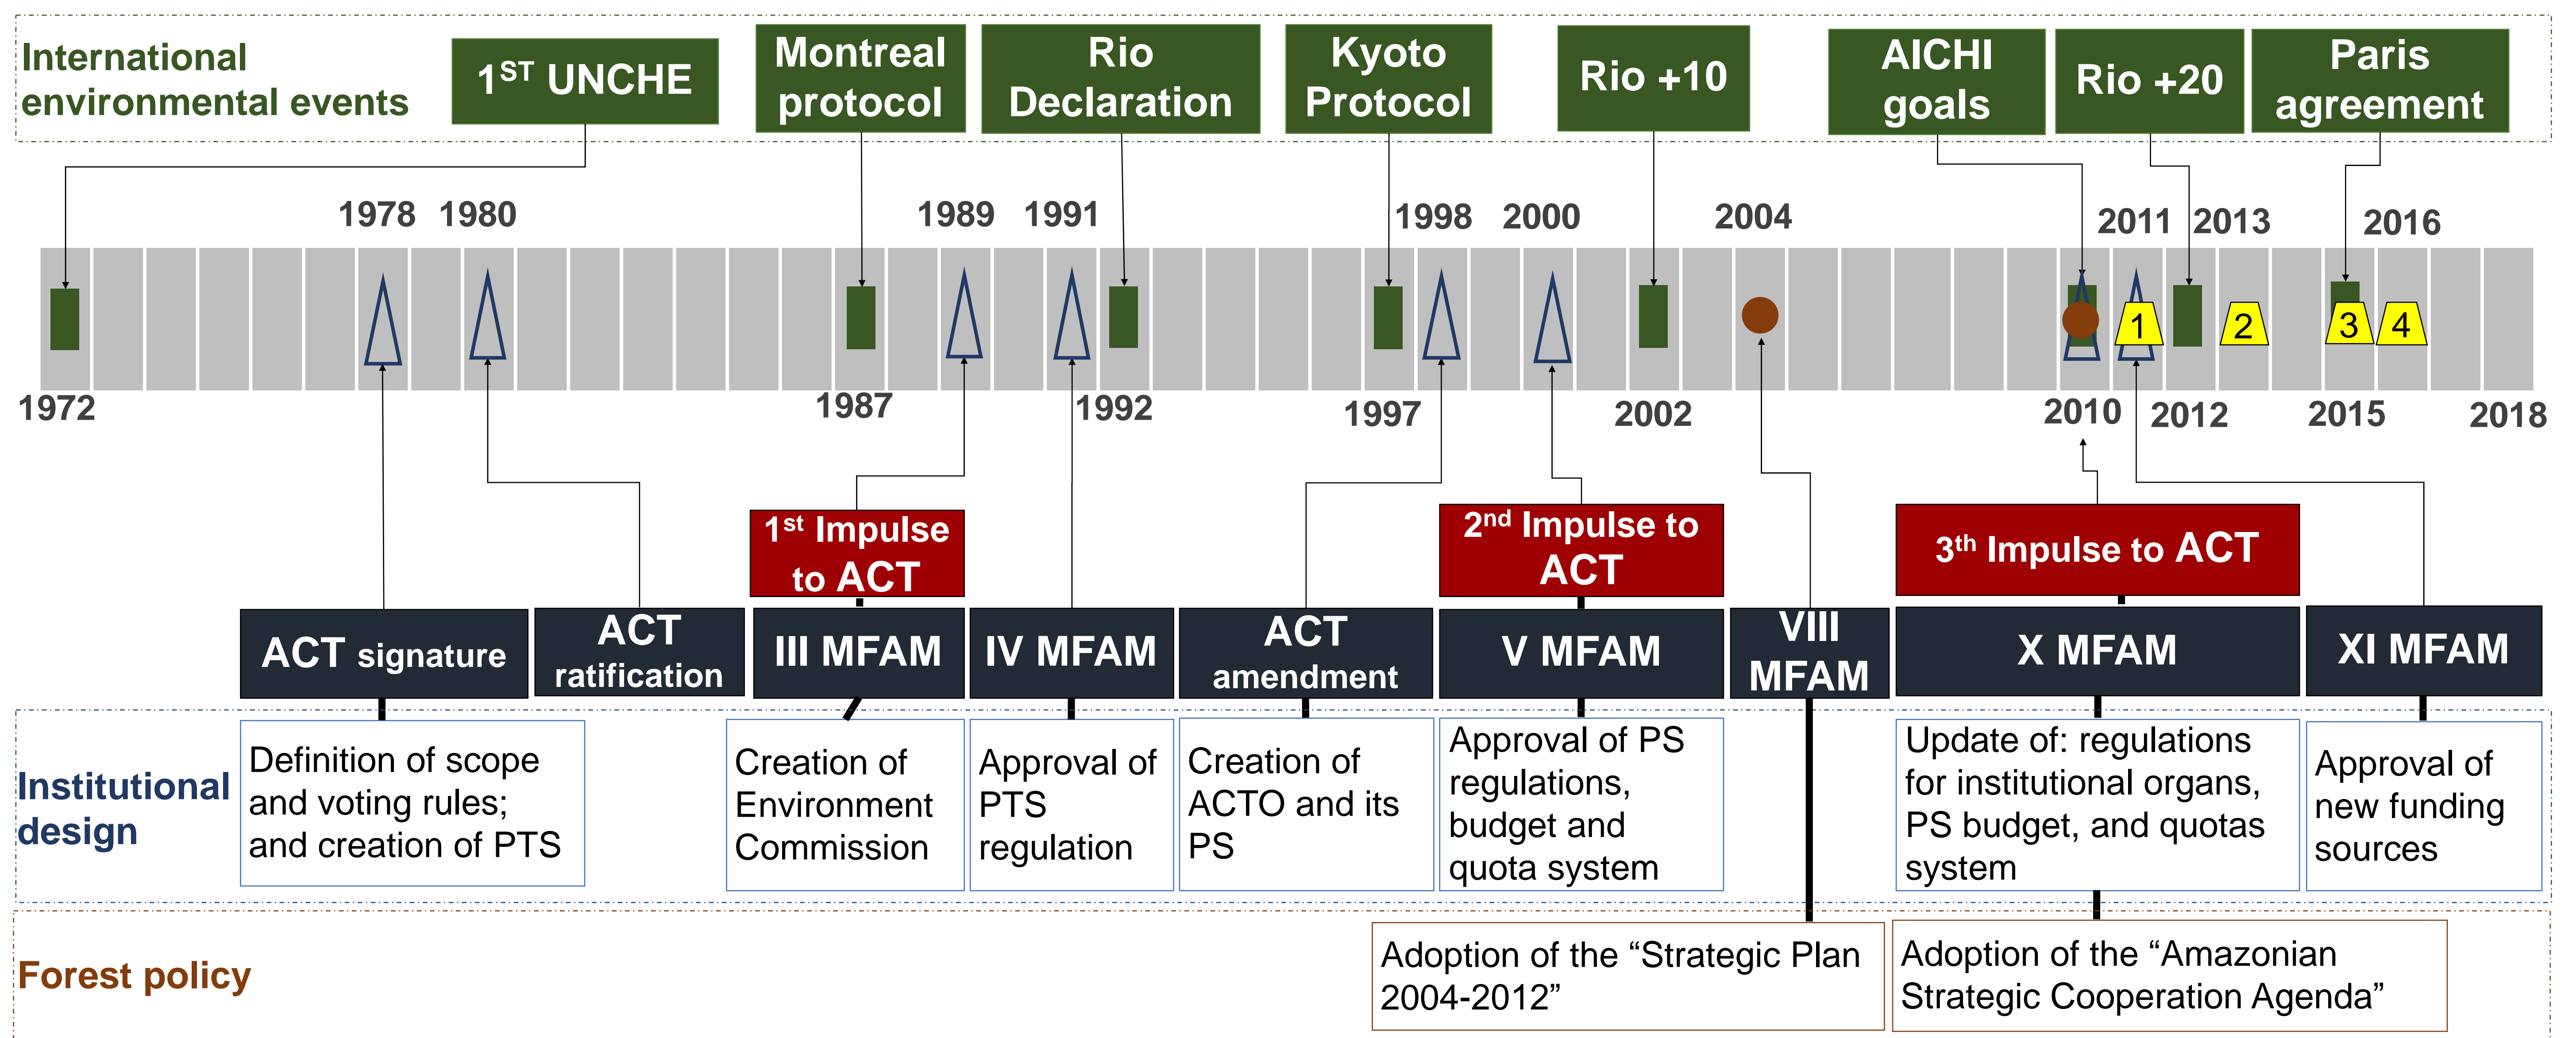 International
environmental events
1ST UNCHE
Montreal
protocol
Rio
Declaration
Kyoto
Protocol
Rio +10
AICHI
goals
Rio +20
Paris
agreement
1978
1980
1989
1991
1998
2000
2004
2011
2013
2016
1
2
3
4
1972
1987
1992
1997
2002
2010
2012
2015
2018
1st Impulse
to ACT
2nd Impulse to
ACT
3th Impulse to ACT
ACT signature
ACT
ratification
III MFAM
IV MFAM
ACT
amendment
V MFAM
VIII
MFAM
X MFAM
XI MFAM
Institutional
design
Definition of scope
and voting rules;
and creation of PTS
Creation of
Environment
Commission
Approval of
PTS
regulation
Creation of
ACTO and its
PS
Approval of PS
regulations,
budget and
quota system
Update of: regulations
for institutional organs,
PS budget, and quotas
system
Approval of
new funding
sources
Forest policy
Adoption of the “Strategic Plan
2004-2012”
Adoption of the “Amazonian
Strategic Cooperation Agenda”